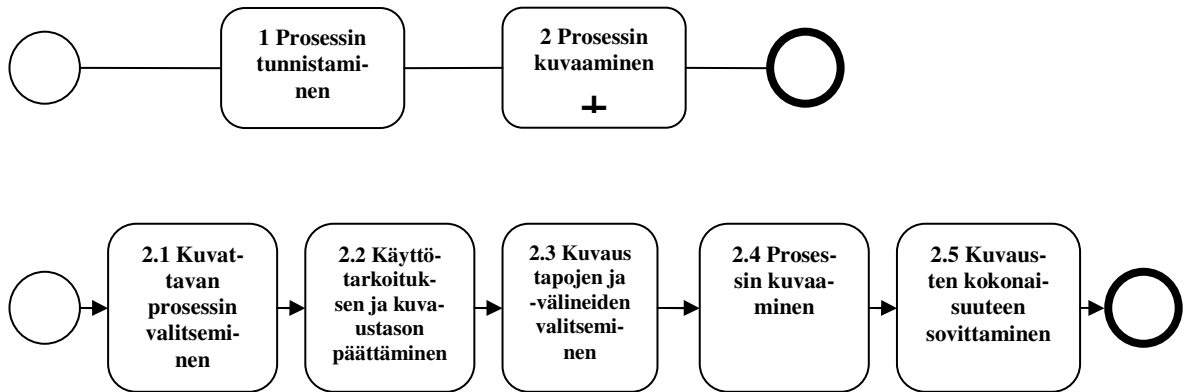 1 Prosessin
tunnistami-
nen
2 Prosessin
kuvaaminen
2.1 Kuvat-
tavan
prosessin
valitsemi-
nen
2.2 Käyttö-
tarkoituk-
sen ja kuva-
ustason
päättäminen
2.3 Kuvaus
tapojen ja
-välineiden
valitsemi-
nen
2.4 Proses-
sin kuvaa-
minen
2.5 Kuvaus-
ten kokonai-
suuteen
sovittaminen